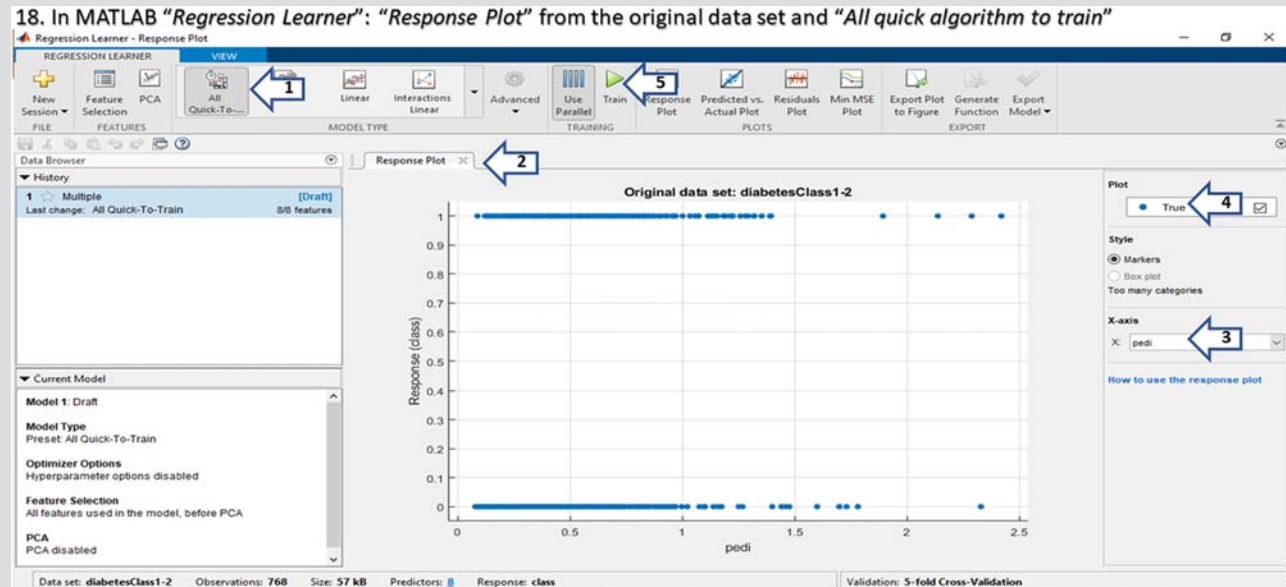 18. In MATLAB “Regression Learner”: “Response Plot” from the original data set and “All quick algorithm to train”
Regression Learner - Response Plot
REGRESSION LEARNER VIEW
New Session
Feature Selection
PCA
All Quick-To-...
1
Linear
Interactions Linear
Advanced
Use Parallel
Train
5
Response Plot
Predicted vs. Actual Plot
Residuals Plot
Min MSE Plot
Export Plot to Figure
Generate Function
Export Model
FILE FEATURES MODEL TYPE TRAINING PLOTS EXPORT
Data Browser
History
1 Multiple [Draft]
Last change: All Quick-To-Train 8/8 features
Current Model
Model 1: Draft
Model Type
Preset: All Quick-To-Train
Optimizer Options
Hyperparameter options disabled
Feature Selection
All features used in the model, before PCA
PCA
PCA disabled
Response Plot
2
Original data set: diabetesClass1-2
Response (class)
1
0.9
0.8
0.7
0.6
0.5
0.4
0.3
0.2
0.1
0
0 0.5 1 1.5 2 2.5
pedi
Plot
True
4
Style
Markers
Box plot
Too many categories
X-axis
X: pedi
3
How to use the response plot
Data set: diabetesClass1-2 Observations: 768 Size: 57 kB Predictors: 8 Response: class Validation: 5-fold Cross-Validation